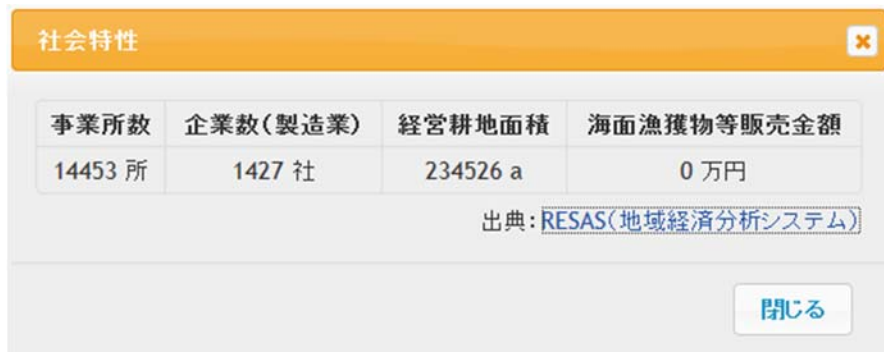 社会特性
事業所数 企業数(製造業) 経営耕地面積 海面漁獲物等販売金額
14453 所 1427 社 234526 a 0 万円
出典:RESAS(地域経済分析システム)
閉じる